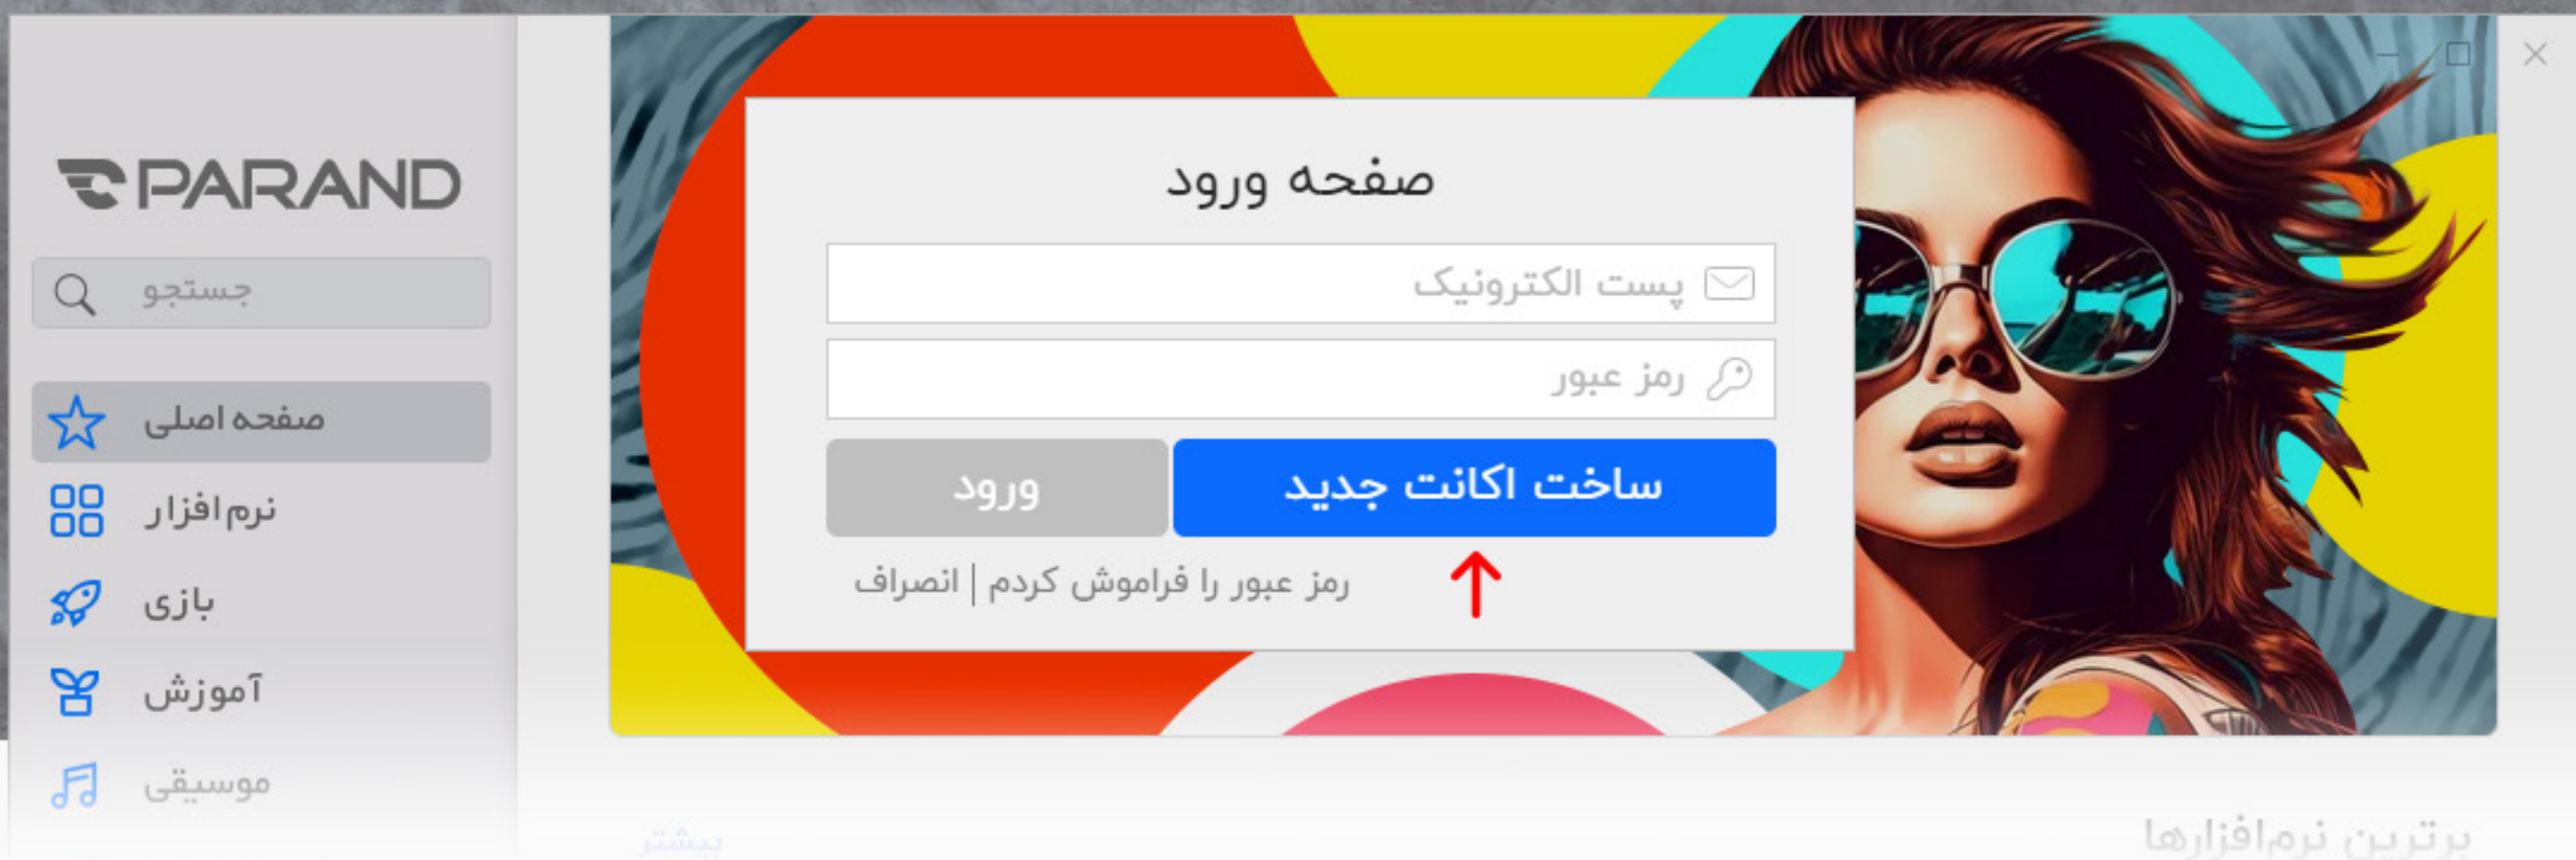 PARAND
جستجو
صفحه اصلی
نرم‌افزار
بازی
آموزش
موسیقی
صفحه ورود
پست الکترونیک
رمز عبور
ساخت اکانت جدید
ورود
رمز عبور را فراموش کردم | انصراف
برترین نرم‌افزارها
بیشتر